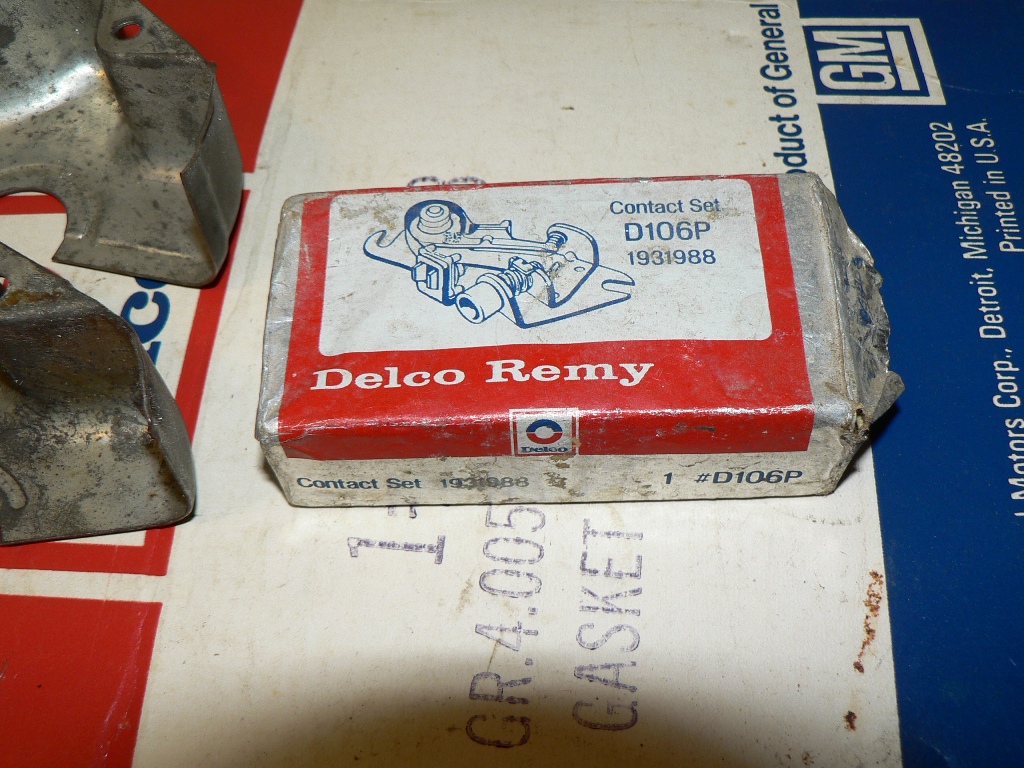 Contact Set
D106P
1931988
Delco Remy
Delco
Contact Set 1931988 1 #D106P
GM
oduct of General
Motors Corp., Detroit, Michigan 48202
Printed in U.S.A.
GR.4.005
GASKET